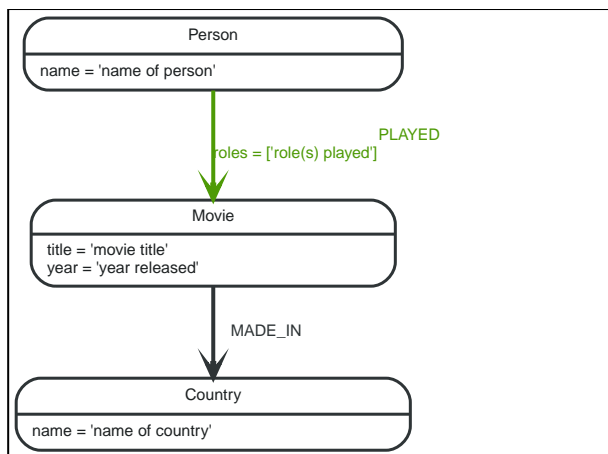 Person
name = 'name of person'
PLAYED
roles = ['role(s) played']
Movie
title = 'movie title'
year = 'year released'
MADE_IN
Country
name = 'name of country'